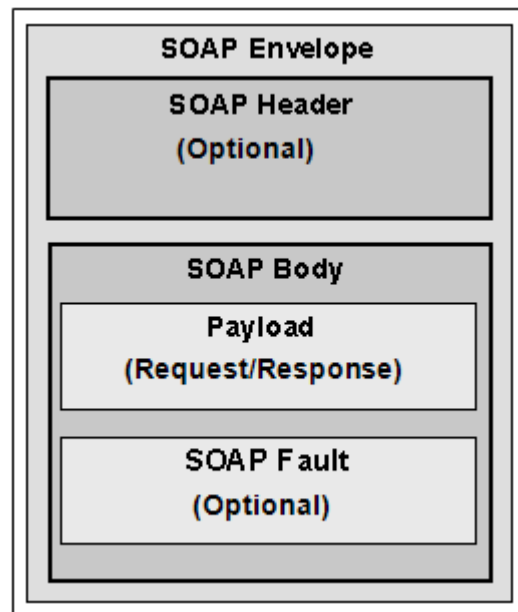 SOAP Envelope
SOAP Header
(Optional)
SOAP Body
Payload
(Request/Response)
SOAP Fault
(Optional)